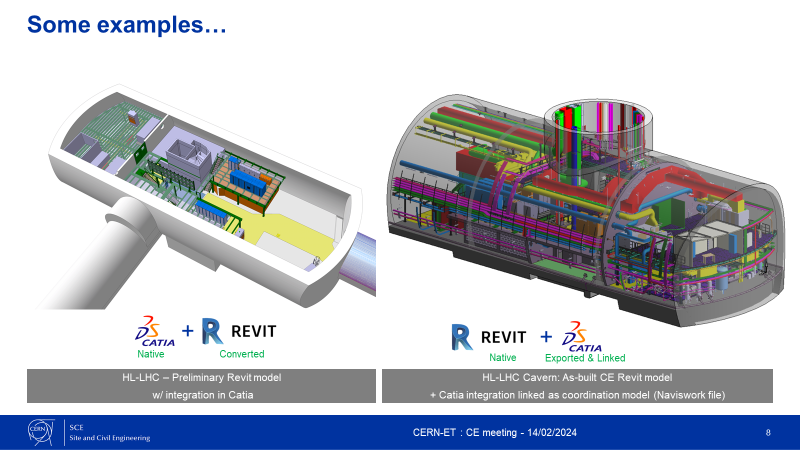 Some examples…
CATIA
+
R REVIT
Native
Converted
R REVIT
+
CATIA
Native
Exported & Linked
HL-LHC – Preliminary Revit model
w/ integration in Catia
HL-LHC Cavern: As-built CE Revit model
+ Catia integration linked as coordination model (Naviswork file)
CERN
SCE
Site and Civil Engineering
CERN-ET : CE meeting - 14/02/2024
8